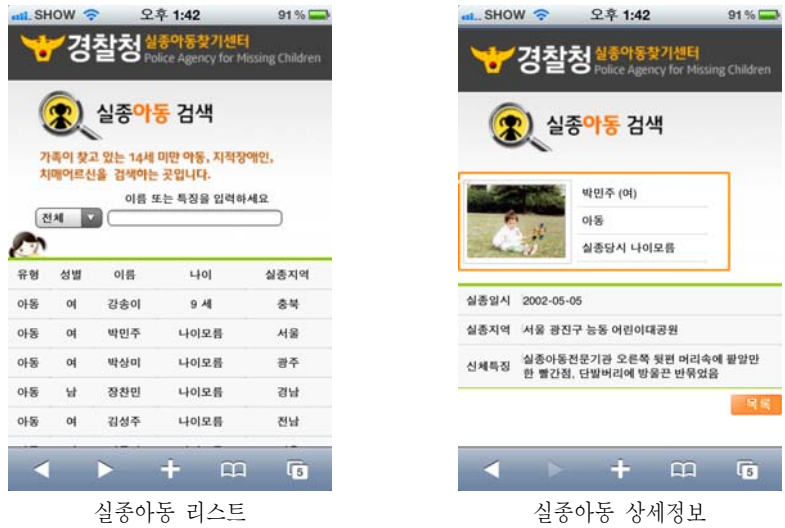 SHOW 오후 1:42 91 %
경찰청 실종아동찾기센터
Police Agency for Missing Children
실종아동 검색
가족이 찾고 있는 14세 미만 아동, 지적장애인,
치매어르신을 검색하는 곳입니다.
이름 또는 특징을 입력하세요
전체
유형 성별 이름 나이 실종지역
아동 여 강송이 9 세 충북
아동 여 박민주 나이모름 서울
아동 여 박상미 나이모름 광주
아동 남 장찬민 나이모름 경남
아동 여 김성주 나이모름 전남
5
실종아동 리스트
SHOW 오후 1:42 91 %
경찰청 실종아동찾기센터
Police Agency for Missing Children
실종아동 검색
박민주 (여)
아동
실종당시 나이모름
실종일시 2002-05-05
실종지역 서울 광진구 능동 어린이대공원
신체특징 실종아동전문기관 오른쪽 뒷편 머리속에 팥알만
한 빨간점, 단발버리에 방울끈 반묶었음
목록
5
실종아동 상세정보